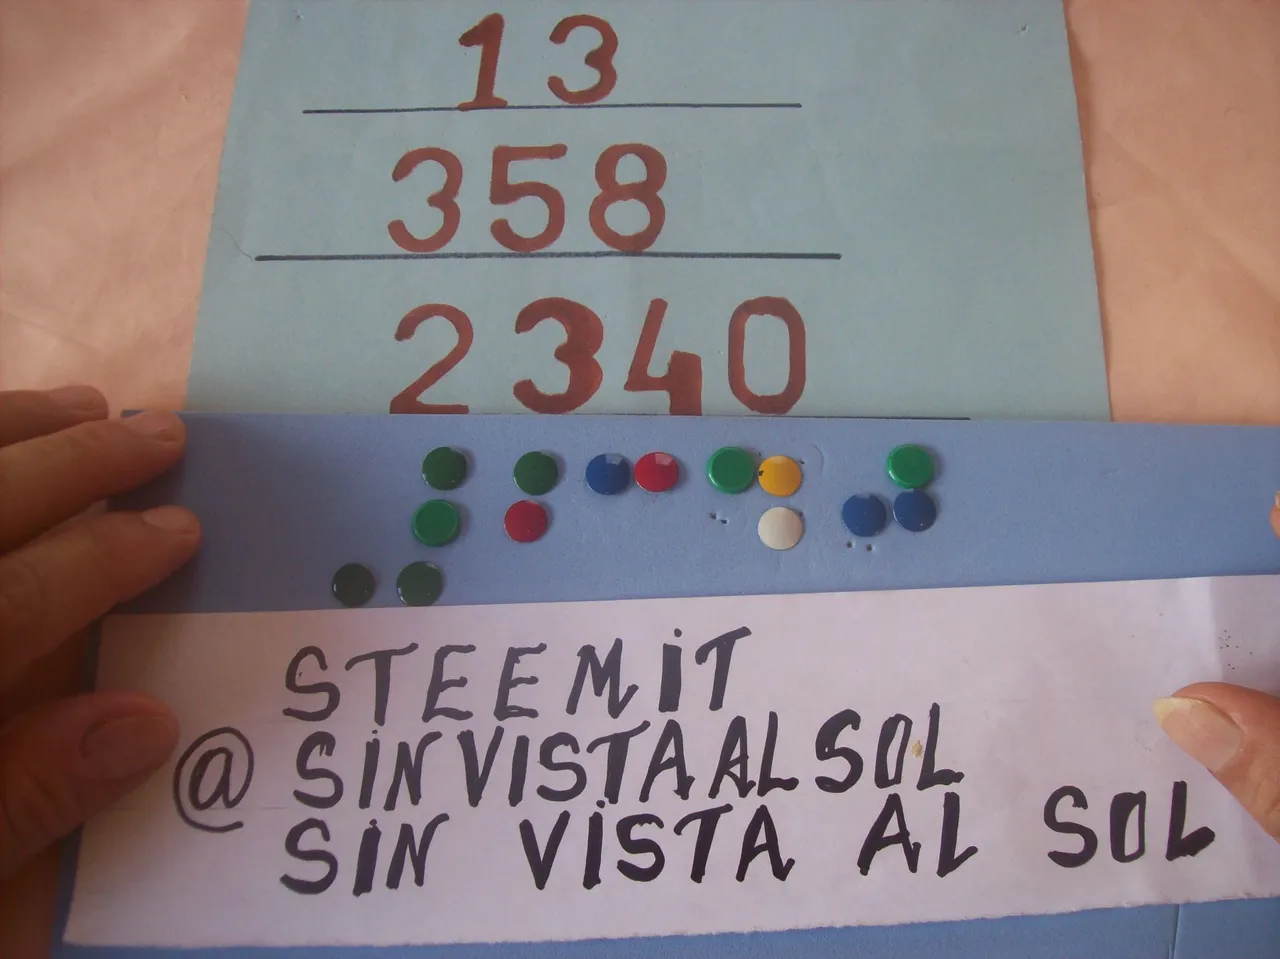 13
358
2340
⠼⠃⠉⠙⠚
STEEMIT
@SINVISTAALSOL
SIN VISTA AL SOL